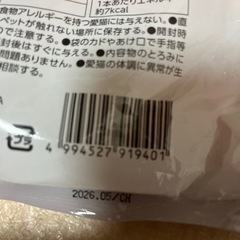 1本あたりエネルギー
約7kcal
食物アレルギーを持つ愛猫には与えない。●直
ペットが触れない場所に保存する。●開封時
ので注意する。●袋のカドやあけ口で手指等
開封後はすぐに与える。●内容物のとろみに
問題ありません。●愛猫の体調に異常が生
相談する。
プラ
4 994527 919401
2026.05/CH